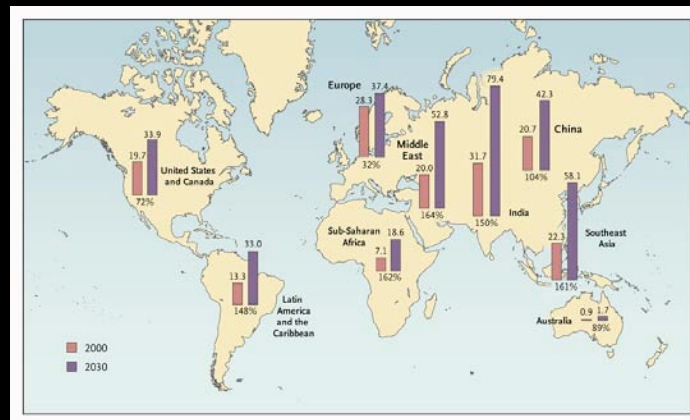 Europe
28.3
37.4
32%
Middle
East
20.0
52.8
164%
31.7
79.4
150%
India
20.7
42.3
China
104%
19.7
33.9
United States
and Canada
72%
Sub-Saharan
Africa
7.1
18.6
162%
22.3
58.1
Southeast
Asia
161%
13.3
33.0
148%
Latin
America
and the
Caribbean
Australia
0.9
1.7
89%
2000
2030